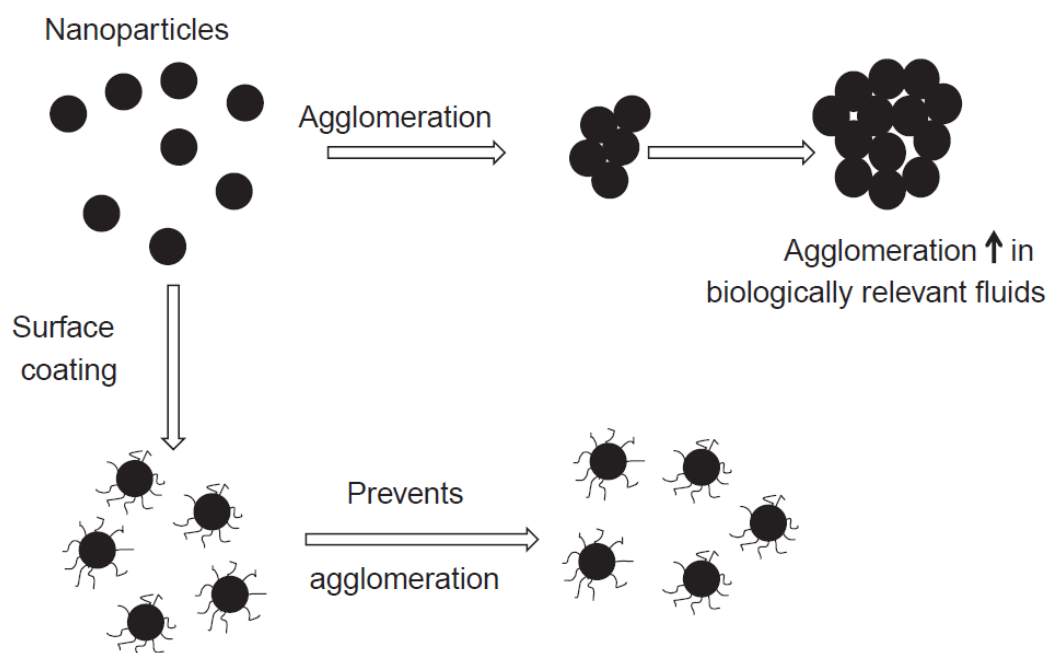 Nanoparticles
Agglomeration
Agglomeration ↑ in
biologically relevant fluids
Surface
coating
Prevents
agglomeration